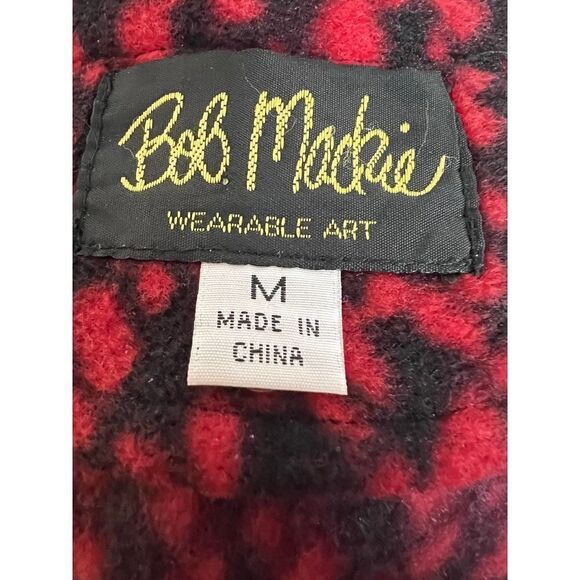 Bob Mackie
WEARABLE ART
M
MADE IN
CHINA